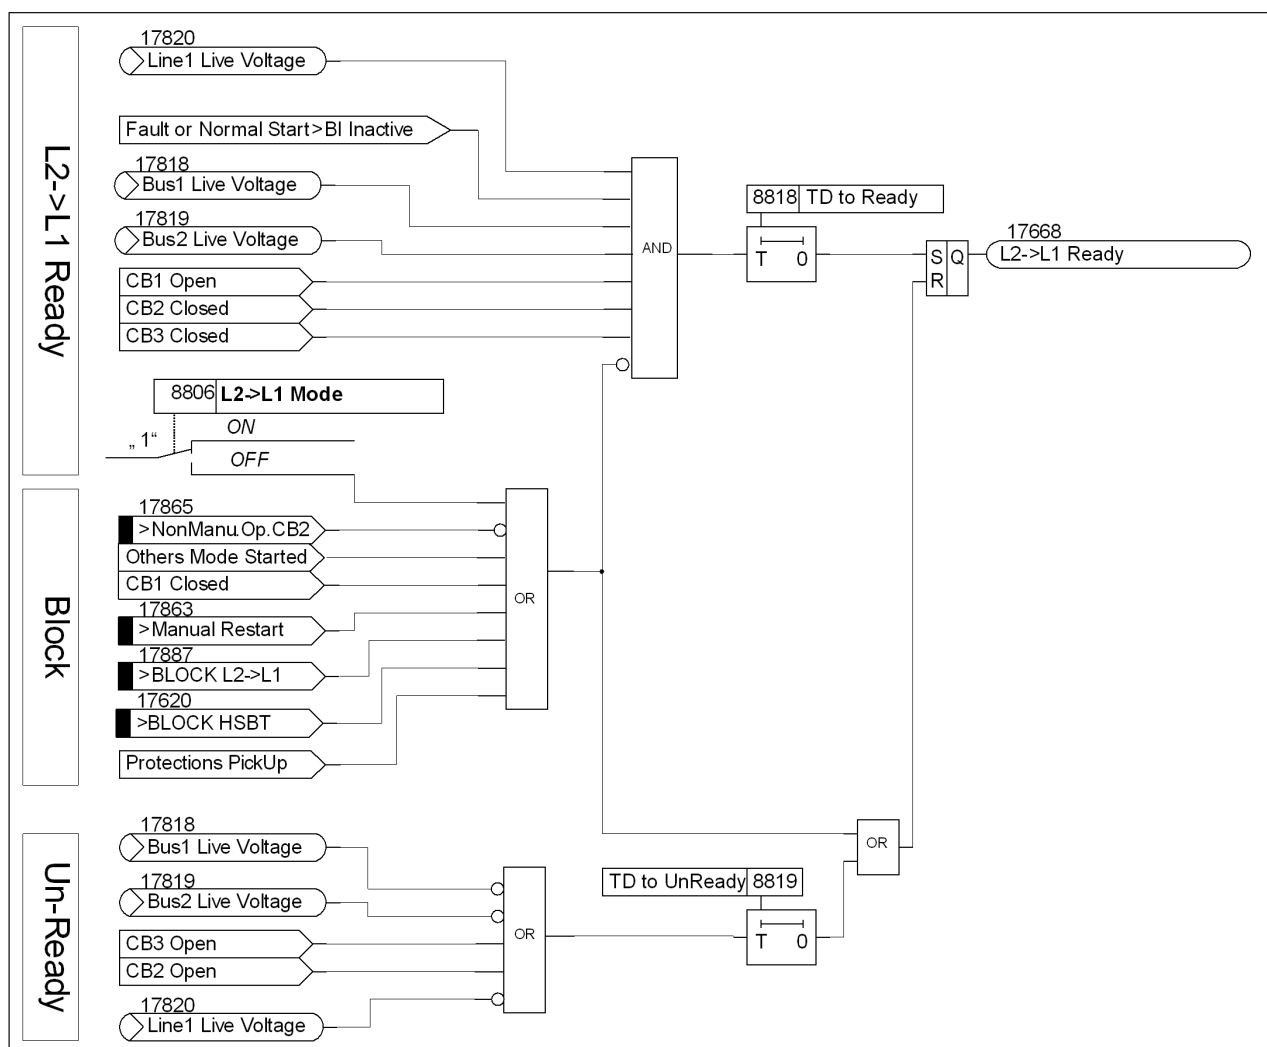 L2->L1 Ready
17820
Line1 Live Voltage
Fault or Normal Start>BI Inactive
17818
Bus1 Live Voltage
17819
Bus2 Live Voltage
CB1 Open
CB2 Closed
CB3 Closed
AND
8818 TD to Ready
T 0
S Q
R
17668
L2->L1 Ready
8806 L2->L1 Mode
„1“
ON
OFF
Block
17865
>NonManu.Op.CB2
Others Mode Started
CB1 Closed
17863
>Manual Restart
17887
>BLOCK L2->L1
17620
>BLOCK HSBT
Protections PickUp
OR
Un-Ready
17818
Bus1 Live Voltage
17819
Bus2 Live Voltage
CB3 Open
CB2 Open
17820
Line1 Live Voltage
OR
TD to UnReady 8819
T 0
OR